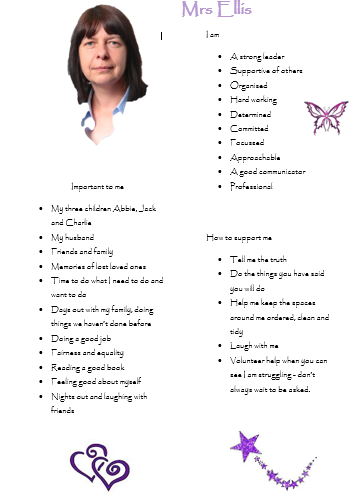 Mrs Ellis
I am
A strong leader
Supportive of others
Organised
Hard working
Determined
Committed
Focussed
Approachable
A good communicator
Professional
Important to me
My three children Abbie, Jack
and Charlie
My husband
Friends and family
Memories of lost loved ones
Time to do what I need to do and
want to do
Days out with my family, doing
things we haven't done before
Doing a good job
Fairness and equality
Reading a good book
Feeling good about myself
Nights out and laughing with
friends
How to support me
Tell me the truth
Do the things you have said
you will do
Help me keep the spaces
around me ordered, clean and
tidy
Laugh with me
Volunteer help when you can
see I am struggling - don't
always wait to be asked.